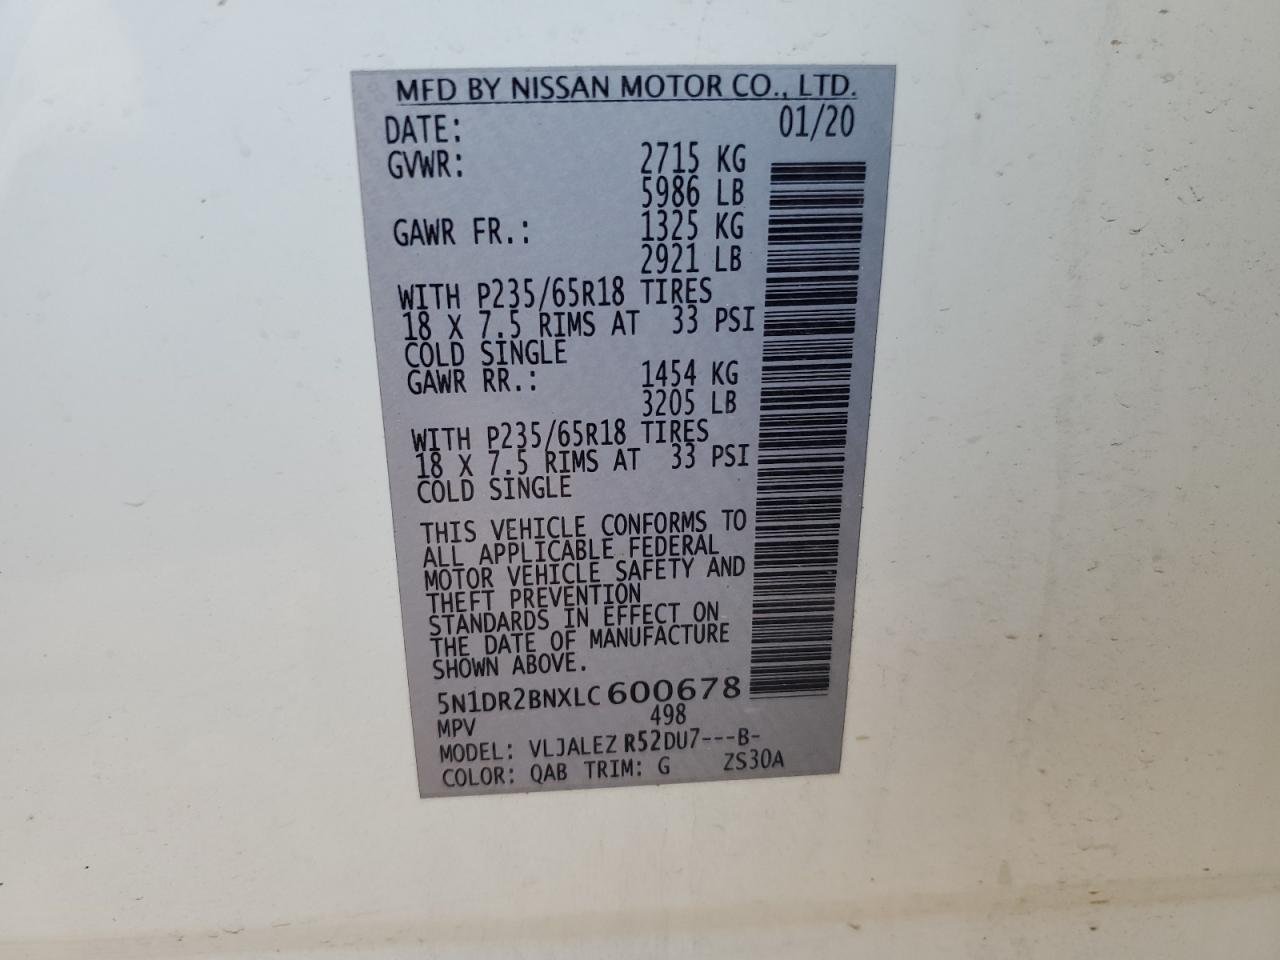 MFD BY NISSAN MOTOR CO., LTD.
DATE: 01/20
GVWR: 2715 KG
5986 LB
GAWR FR.: 1325 KG
2921 LB
WITH P235/65R18 TIRES
18 X 7.5 RIMS AT 33 PSI
COLD SINGLE
GAWR RR.: 1454 KG
3205 LB
WITH P235/65R18 TIRES
18 X 7.5 RIMS AT 33 PSI
COLD SINGLE
THIS VEHICLE CONFORMS TO
ALL APPLICABLE FEDERAL
MOTOR VEHICLE SAFETY AND
THEFT PREVENTION
STANDARDS IN EFFECT ON
THE DATE OF MANUFACTURE
SHOWN ABOVE.
5N1DR2BNXLC600678
MPV 498
MODEL: VLJALEZ R52DU7---B-
COLOR: QAB TRIM: G ZS30A